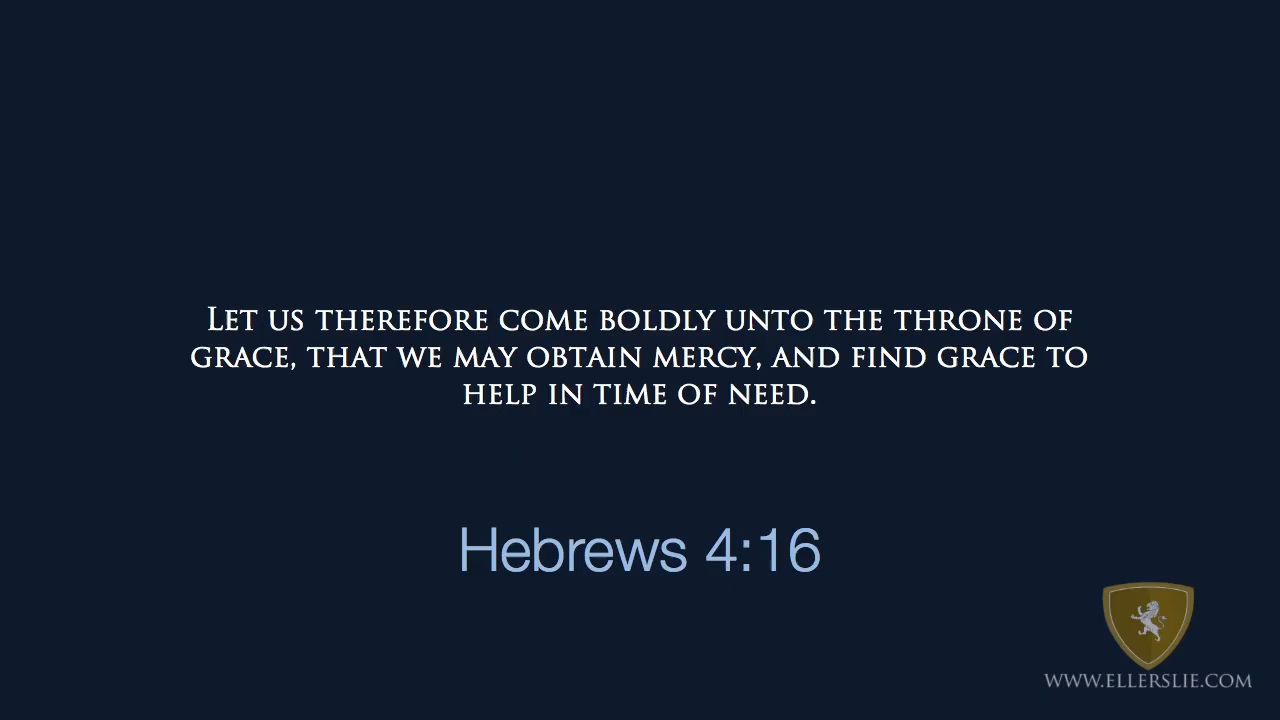 Let us therefore come boldly unto the throne of
grace, that we may obtain mercy, and find grace to
help in time of need.
Hebrews 4:16
www.ellerslie.com